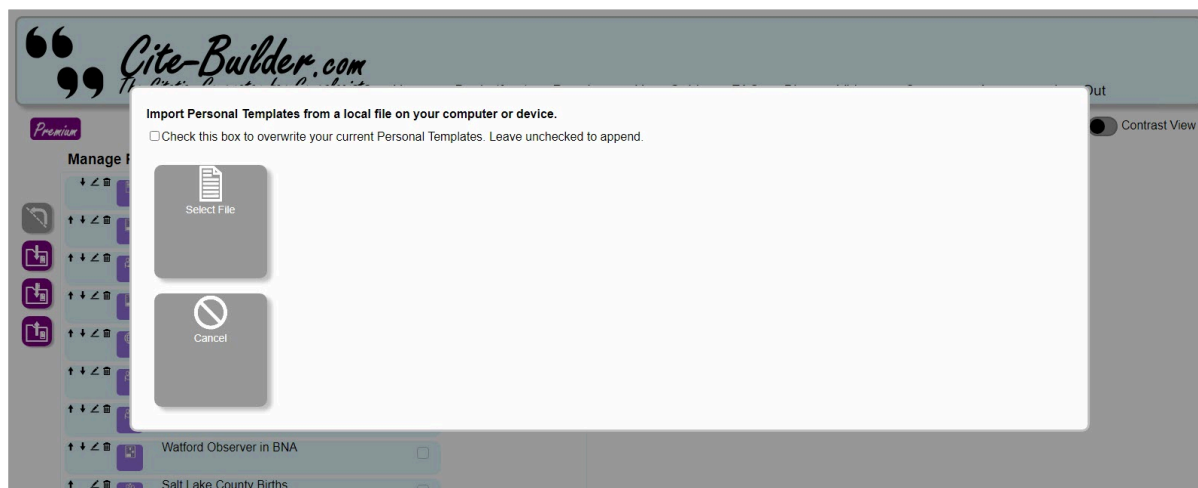 Cite-Builder.com
Out
Premium
Contrast View
Import Personal Templates from a local file on your computer or device.
Check this box to overwrite your current Personal Templates. Leave unchecked to append.
Manage
Select File
Cancel
Watford Observer in BNA
Salt Lake County Births